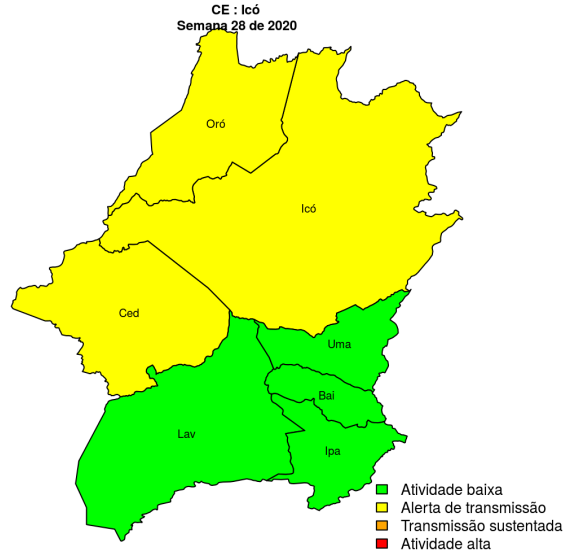 CE : Icó
Semana 28 de 2020
Oró
Icó
Ced
Uma
Bai
Lav
Ipa
Atividade baixa
Alerta de transmissão
Transmissão sustentada
Atividade alta